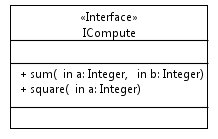 «Interface»
ICompute
+ sum( in a: Integer, in b: Integer)
+ square( in a: Integer)